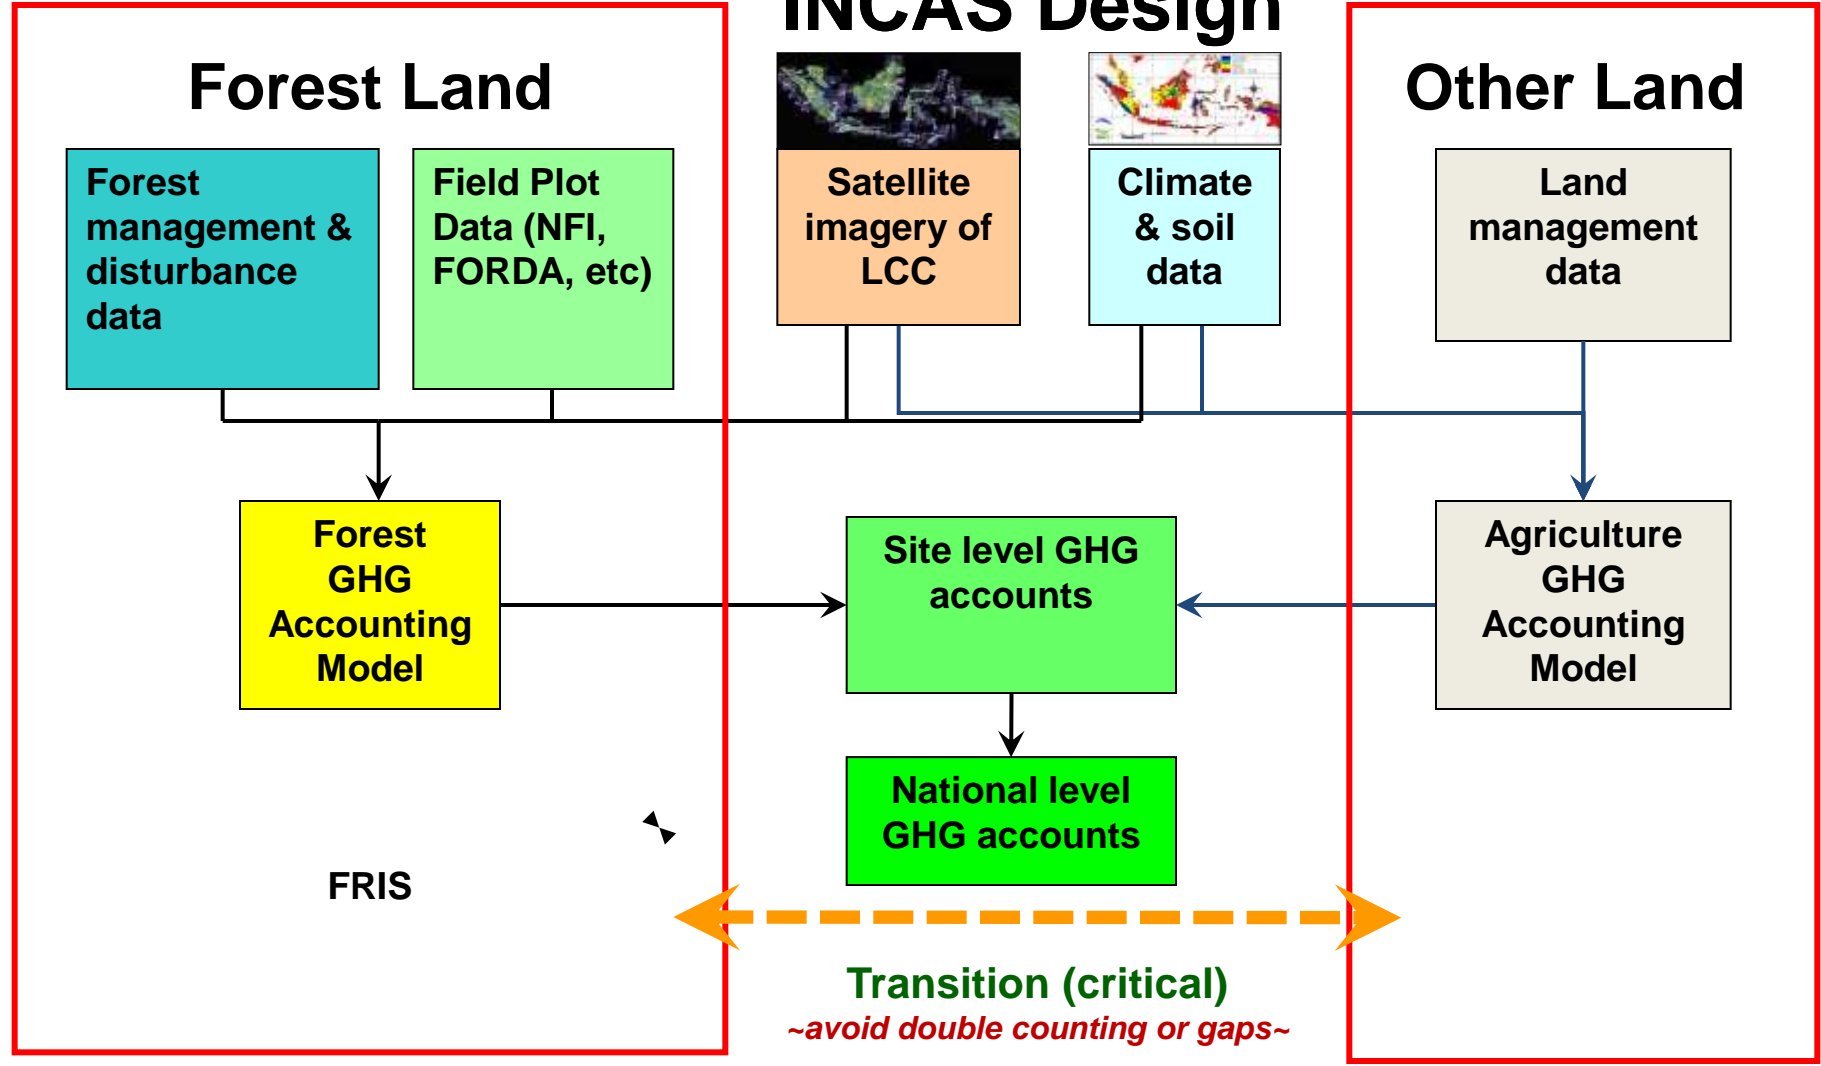 INCAS Design
Forest Land
Other Land
Forest
management &
disturbance
data
Field Plot
Data (NFI,
FORDA, etc)
Satellite
imagery of
LCC
Climate
& soil
data
Land
management
data
Forest
GHG
Accounting
Model
Site level GHG
accounts
Agriculture
GHG
Accounting
Model
National level
GHG accounts
FRIS
Transition (critical)
~avoid double counting or gaps~